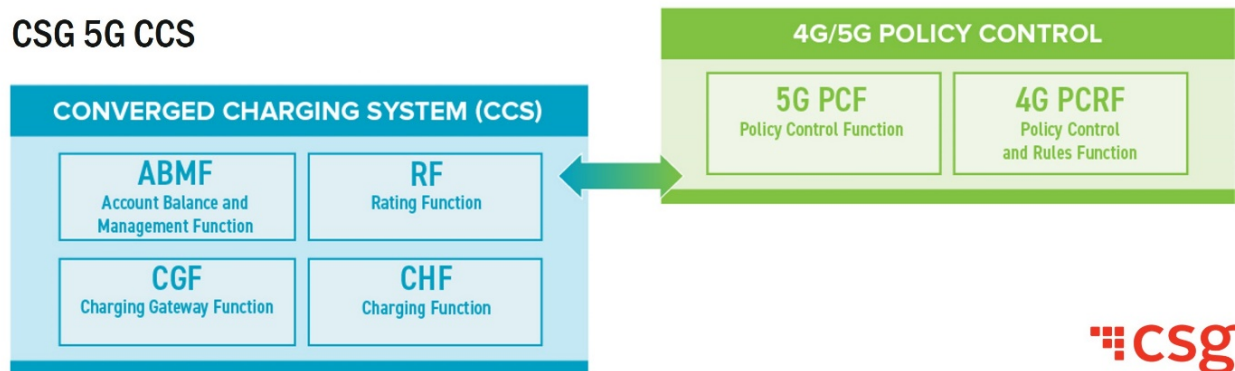 CSG 5G CCS
CONVERGED CHARGING SYSTEM (CCS)
ABMF
Account Balance and
Management Function
RF
Rating Function
CGF
Charging Gateway Function
CHF
Charging Function
4G/5G POLICY CONTROL
5G PCF
Policy Control Function
4G PCRF
Policy Control
and Rules Function
csg